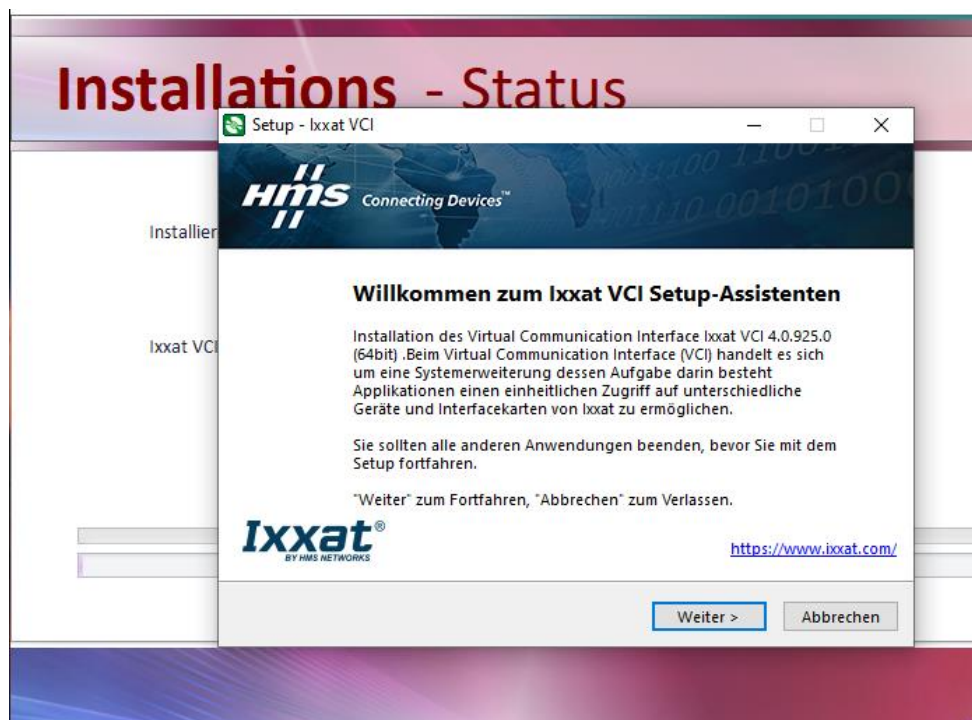 Installations - Status
Setup - Ixxat VCI
HMS Connecting Devices™
Installier
Willkommen zum Ixxat VCI Setup-Assistenten
Ixxat VCI
Installation des Virtual Communication Interface Ixxat VCI 4.0.925.0
(64bit) .Beim Virtual Communication Interface (VCI) handelt es sich
um eine Systemerweiterung dessen Aufgabe darin besteht
Applikationen einen einheitlichen Zugriff auf unterschiedliche
Geräte und Interfacekarten von Ixxat zu ermöglichen.
Sie sollten alle anderen Anwendungen beenden, bevor Sie mit dem
Setup fortfahren.
"Weiter" zum Fortfahren, "Abbrechen" zum Verlassen.
Ixxat®
BY HMS NETWORKS
https://www.ixxat.com/
Weiter >
Abbrechen